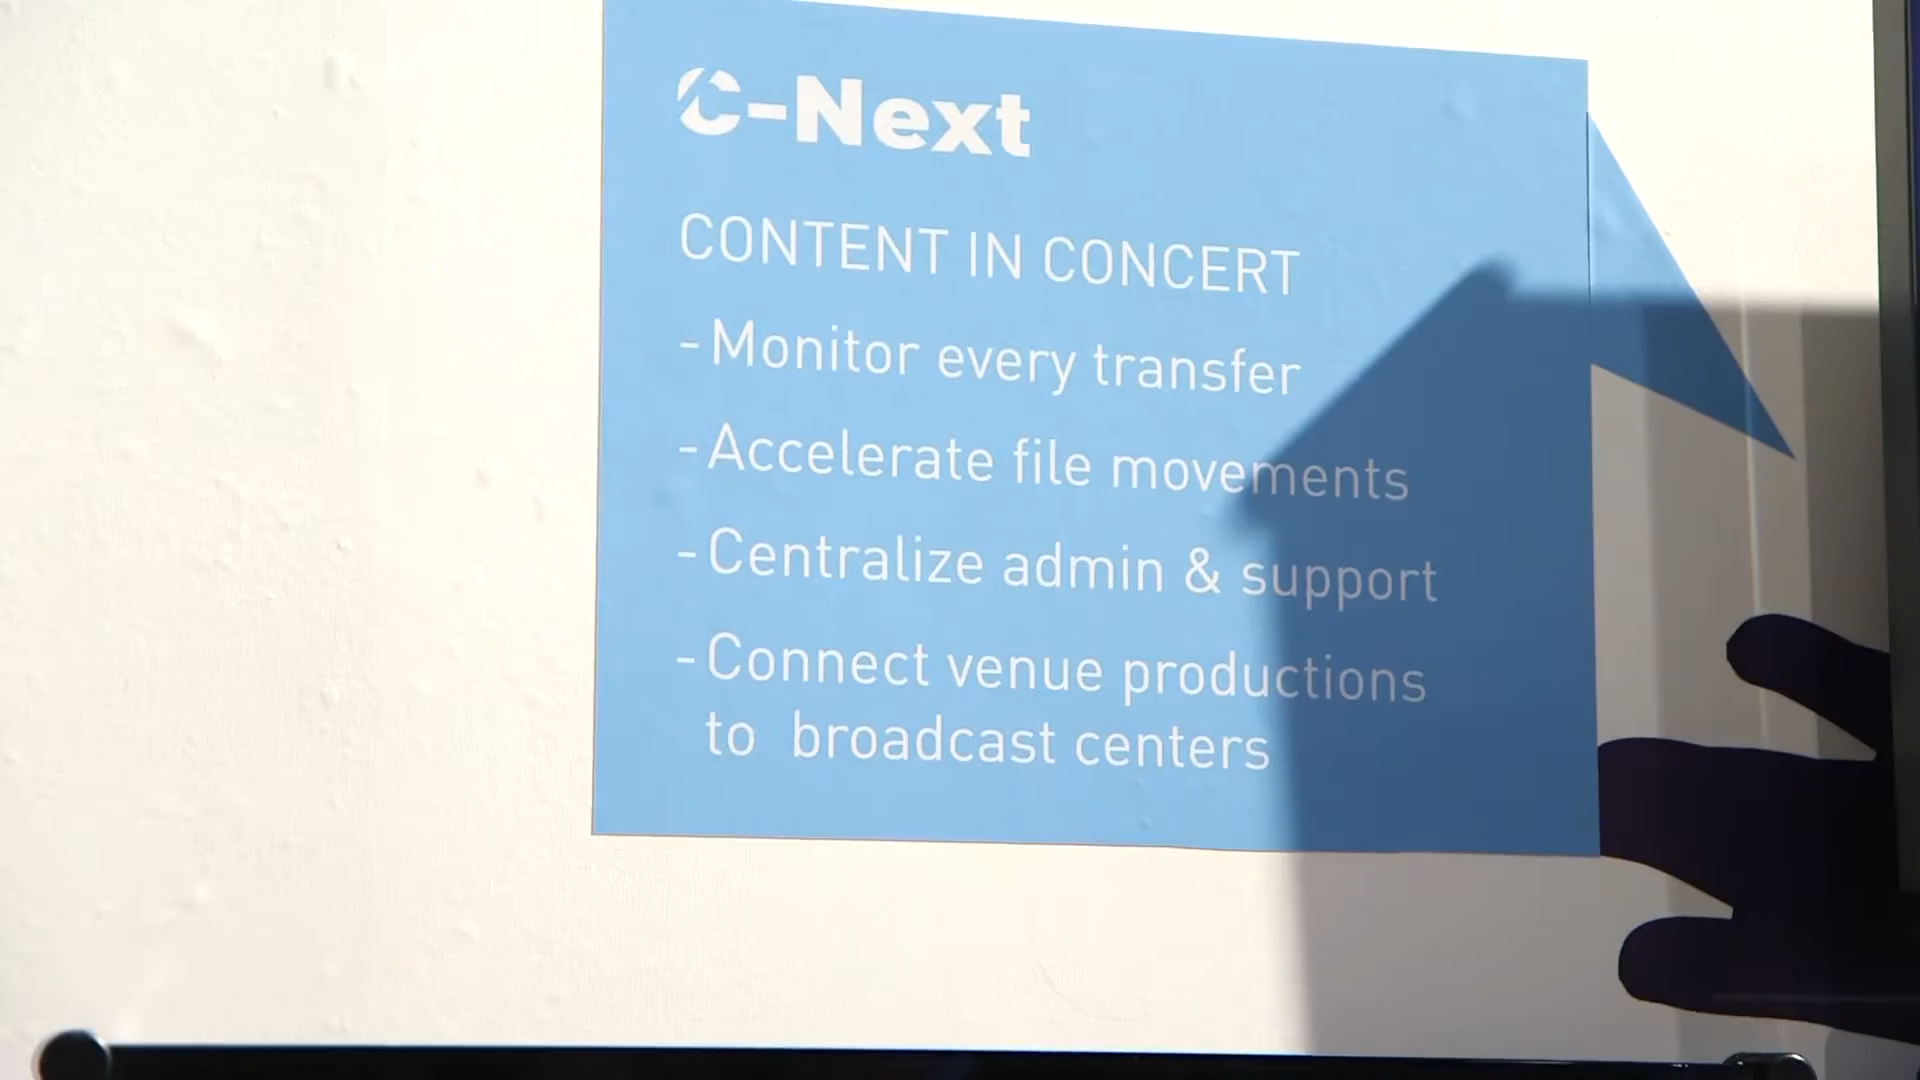 C-Next
CONTENT IN CONCERT
- Monitor every transfer
- Accelerate file movements
- Centralize admin & support
- Connect venue productions
to broadcast centers